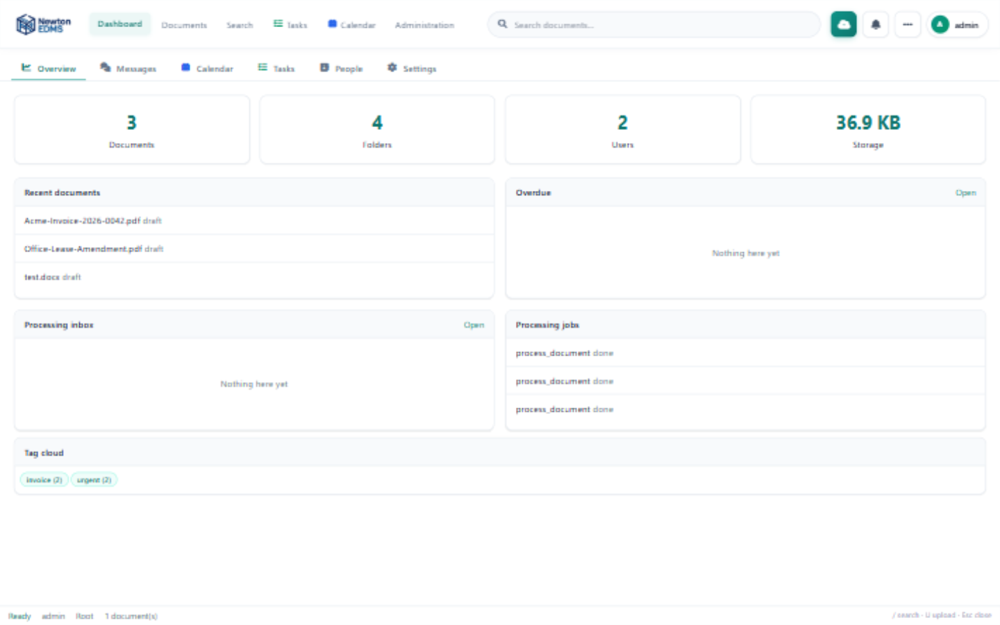 Newton EDMS
Dashboard Documents Search Tasks Calendar Administration
Search documents...
A admin
Overview Messages Calendar Tasks People Settings
3
Documents
4
Folders
2
Users
36.9 KB
Storage
Recent documents
Acme-Invoice-2026-0042.pdf draft
Office-Lease-Amendment.pdf draft
test.docx draft
Overdue Open
Nothing here yet
Processing inbox Open
Nothing here yet
Processing jobs
process_document done
process_document done
process_document done
Tag cloud
invoice (2) urgent (2)
Ready admin Root 1 document(s)
/ search · U upload · Esc close